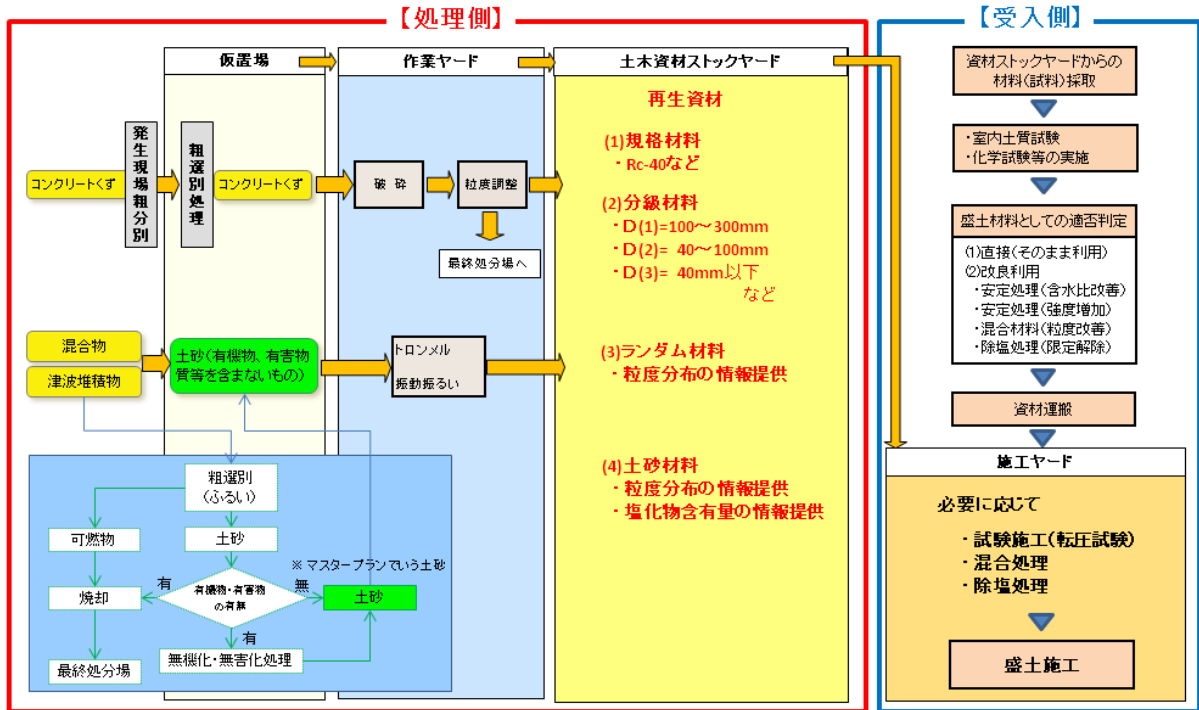 【処理側】
【受入側】
仮置場
作業ヤード
土木資材ストックヤード
コンクリートくず
発生現場粗分別
粗選別処理
コンクリートくず
破砕
粒度調整
最終処分場へ
混合物
津波堆積物
土砂(有機物、有害物
質等を含まないもの)
トロンメル
振動振るい
再生資材
(1)規格材料
・Rc-40など
(2)分級材料
・D(1)=100～300mm
・D(2)= 40～100mm
・D(3)= 40mm以下
など
(3)ランダム材料
・粒度分布の情報提供
(4)土砂材料
・粒度分布の情報提供
・塩化物含有量の情報提供
粗選別
(ふるい)
可燃物
土砂
※ マスタープランでいう土砂
有
有機物・有害物
の有無
無
焼却
土砂
有
無機化・無害化処理
最終処分場
資材ストックヤードからの
材料(試料)採取
・室内土質試験
・化学試験等の実施
盛土材料としての適否判定
(1)直接(そのまま利用)
(2)改良利用
・安定処理(含水比改善)
・安定処理(強度増加)
・混合材料(粒度改善)
・除塩処理(限定解除)
資材運搬
施工ヤード
必要に応じて
・試験施工(転圧試験)
・混合処理
・除塩処理
盛土施工